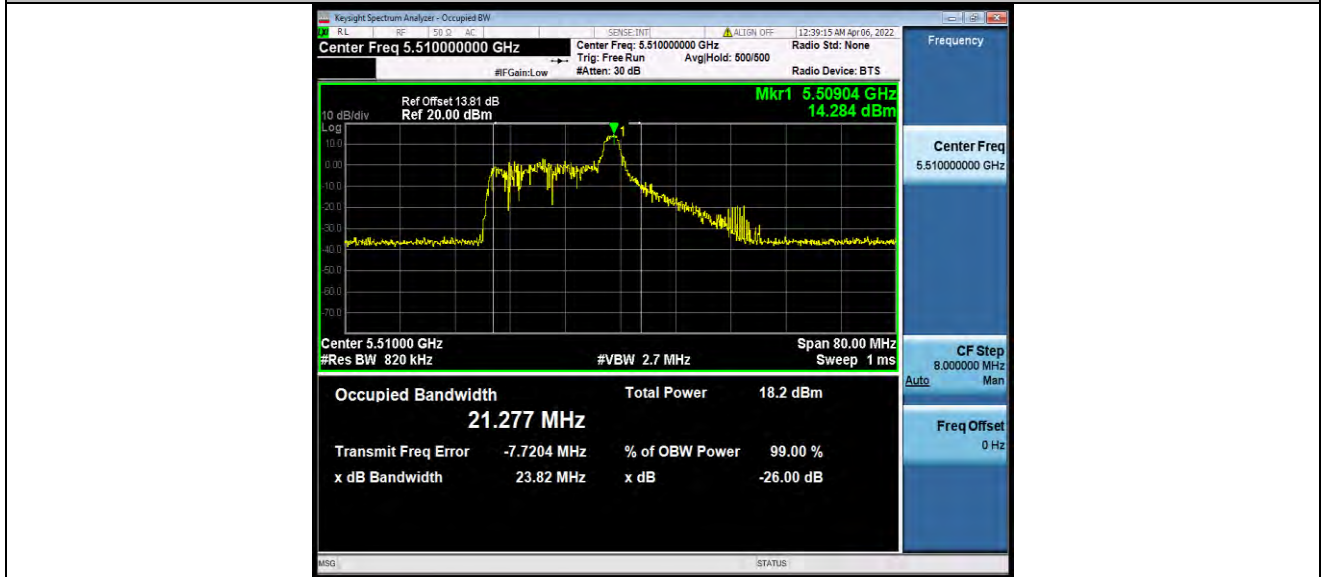 Keysight Spectrum Analyzer - Occupied BW
RL RF 50 Ω AC SENSE:INT ALIGN OFF 12:39:15 AM Apr 06, 2022
Center Freq 5.510000000 GHz
Center Freq: 5.510000000 GHz
Radio Std: None
Trig: Free Run Avg|Hold: 500/500
#IFGain:Low #Atten: 30 dB Radio Device: BTS
Frequency
Mkr1 5.50904 GHz
14.284 dBm
Ref Offset 13.81 dB
10 dB/div Ref 20.00 dBm
Log
1
10.0
0.00
-10.0
-20.0
-30.0
-40.0
-50.0
-60.0
-70.0
Center Freq
5.510000000 GHz
Center 5.51000 GHz Span 80.00 MHz
#Res BW 820 kHz #VBW 2.7 MHz Sweep 1 ms
CF Step
8.000000 MHz
Auto Man
Occupied Bandwidth Total Power 18.2 dBm
21.277 MHz
Freq Offset
0 Hz
Transmit Freq Error -7.7204 MHz % of OBW Power 99.00 %
x dB Bandwidth 23.82 MHz x dB -26.00 dB
MSG STATUS